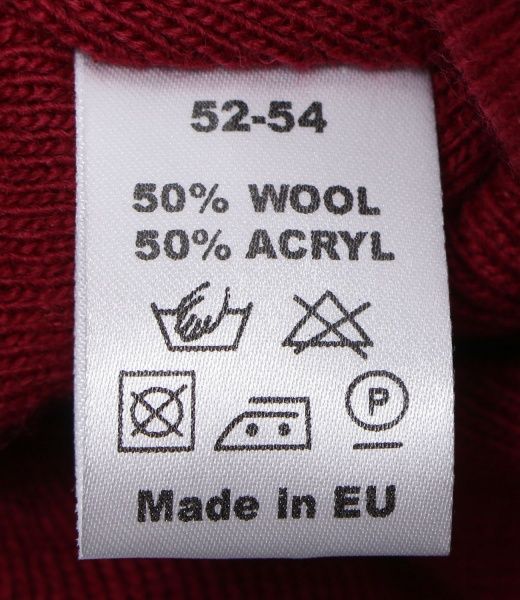 52-54
50% WOOL
50% ACRYL
P
Made in EU